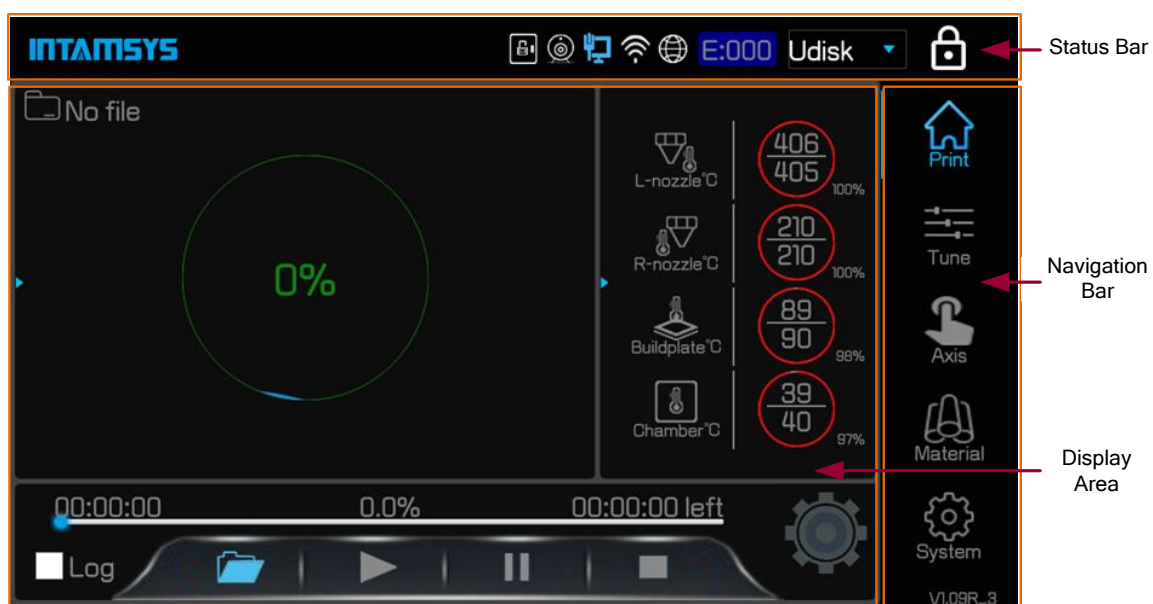 INTAMSYS
E:000
Udisk
Status Bar
No file
0%
L-nozzle°C
406
405
100%
R-nozzle°C
210
210
100%
Buildplate°C
89
90
98%
Chamber°C
39
40
97%
Print
Tune
Axis
Material
System
V1.09R_3
Navigation
Bar
Display
Area
00:00:00
0.0%
00:00:00 left
Log